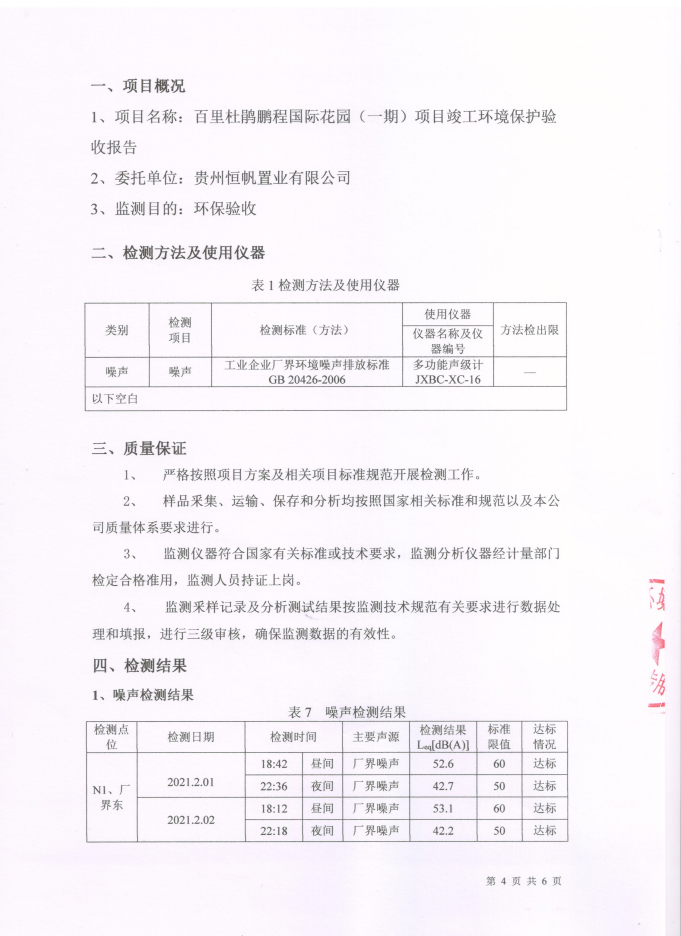 一、项目概况
1、项目名称：百里杜鹃鹏程国际花园（一期）项目竣工环境保护验
收报告
2、委托单位：贵州恒帆置业有限公司
3、监测目的：环保验收
二、检测方法及使用仪器
表 1 检测方法及使用仪器
类别 检测项目 检测标准（方法） 使用仪器 方法检出限
仪器名称及仪器编号
噪声 噪声 工业企业厂界环境噪声排放标准 GB 20426-2006 多功能声级计 JXBC-XC-16 —
以下空白
三、质量保证
1、 严格按照项目方案及相关项目标准规范开展检测工作。
2、 样品采集、运输、保存和分析均按照国家相关标准和规范以及本公
司质量体系要求进行。
3、 监测仪器符合国家有关标准或技术要求，监测分析仪器经计量部门
检定合格准用，监测人员持证上岗。
4、 监测采样记录及分析测试结果按监测技术规范有关要求进行数据处
理和填报，进行三级审核，确保监测数据的有效性。
四、检测结果
1、噪声检测结果
表 7 噪声检测结果
检测点位 检测日期 检测时间 主要声源 检测结果 Leq[dB(A)] 标准限值 达标情况
N1、厂界东 2021.2.01 18:42 昼间 厂界噪声 52.6 60 达标
22:36 夜间 厂界噪声 42.7 50 达标
2021.2.02 18:12 昼间 厂界噪声 53.1 60 达标
22:18 夜间 厂界噪声 42.2 50 达标
第 4 页 共 6 页